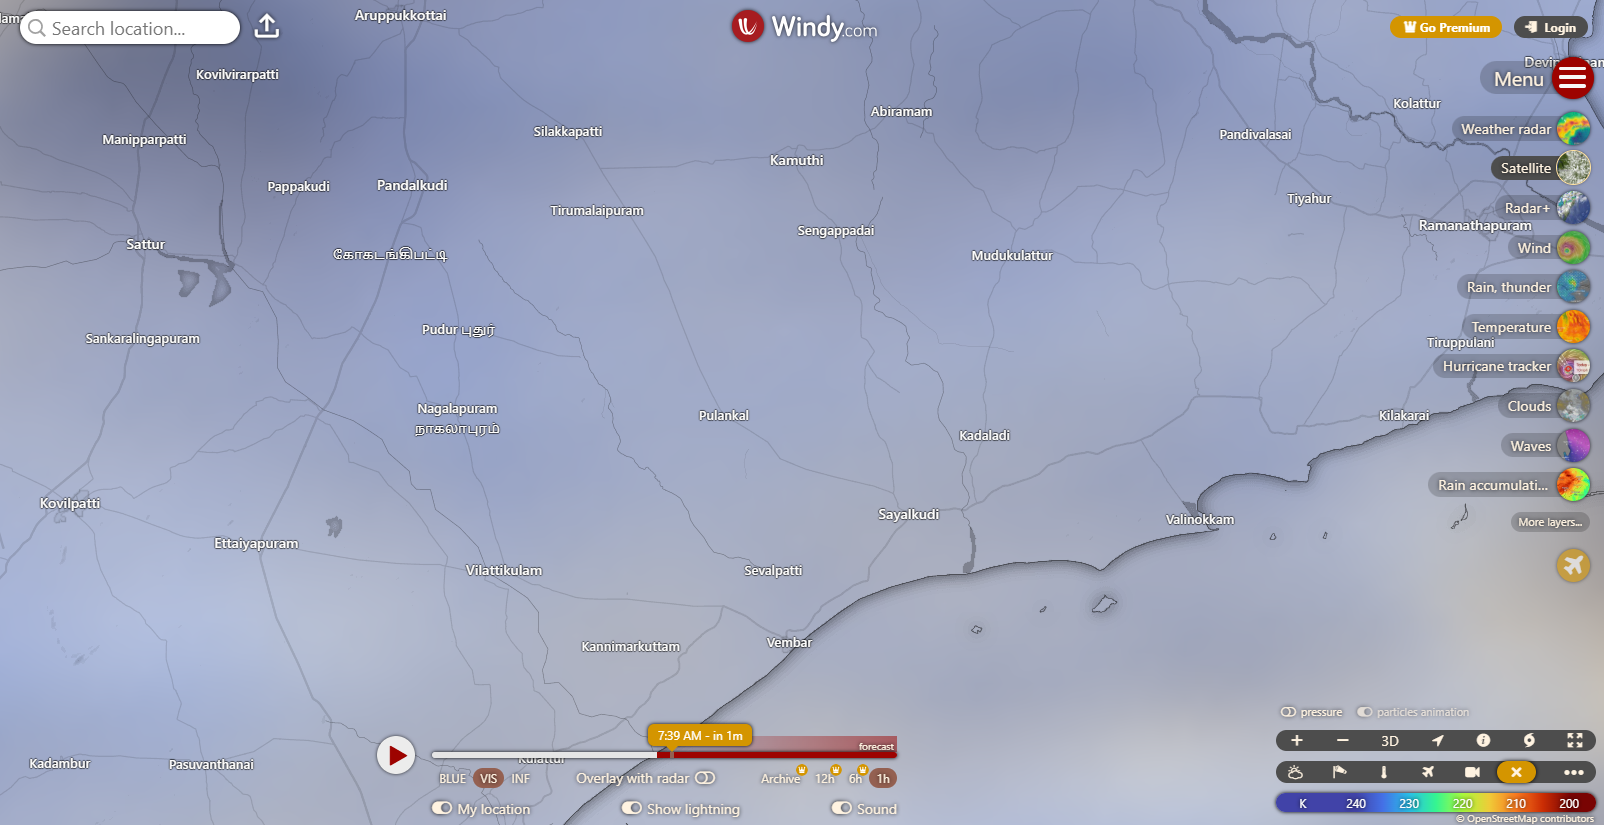 Search location...
Aruppukkottai
Windy.com
Go Premium
Login
Kovilvirarpatti
Menu
Kolattur
Abiramam
Silakkapatti
Weather radar
Manipparpatti
Pandivalasai
Kamuthi
Satellite
Pappakudi
Pandalkudi
Tiyahur
Tirumalaipuram
Radar+
Ramanathapuram
Sengappadai
Sattur
Wind
கோகடங்கிபட்டி
Mudukulattur
Rain, thunder
Pudur புதுர்
Temperature
Sankaralingapuram
Tiruppulani
Hurricane tracker
Nagalapuram
நாகலாபுரம்
Clouds
Pulankal
Kilakarai
Kadaladi
Waves
Rain accumulati...
Kovilpatti
Sayalkudi
Valinokkam
More layers...
Ettaiyapuram
Vilattikulam
Sevalpatti
Kannimarkuttam
Vembar
pressure
particles animation
7:39 AM - in 1m
forecast
3D
Kadambur
Pasuvanthanai
Kulattur
BLUE VIS INF
Overlay with radar
Archive 12h 6h 1h
My location
Show lightning
Sound
K 240 230 220 210 200
© OpenStreetMap contributors